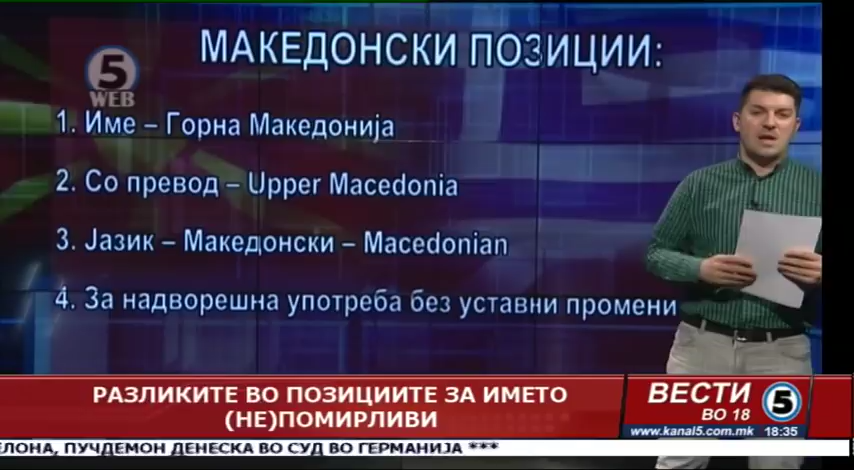 МАКЕДОНСКИ ПОЗИЦИИ:
5
WEB
1. Име – Горна Македонија
2. Со превод – Upper Macedonia
3. Јазик – Македонски – Macedonian
4. За надворешна употреба без уставни промени
РАЗЛИКИТЕ ВО ПОЗИЦИИТЕ ЗА ИМЕТО
(НЕ)ПОМИРЛИВИ
ВЕСТИ
ВО 18
5
www.kanal5.com.mk 18:35
ЕЛОНА, ПУЧДЕМОН ДЕНЕСКА ВО СУД ВО ГЕРМАНИЈА ***